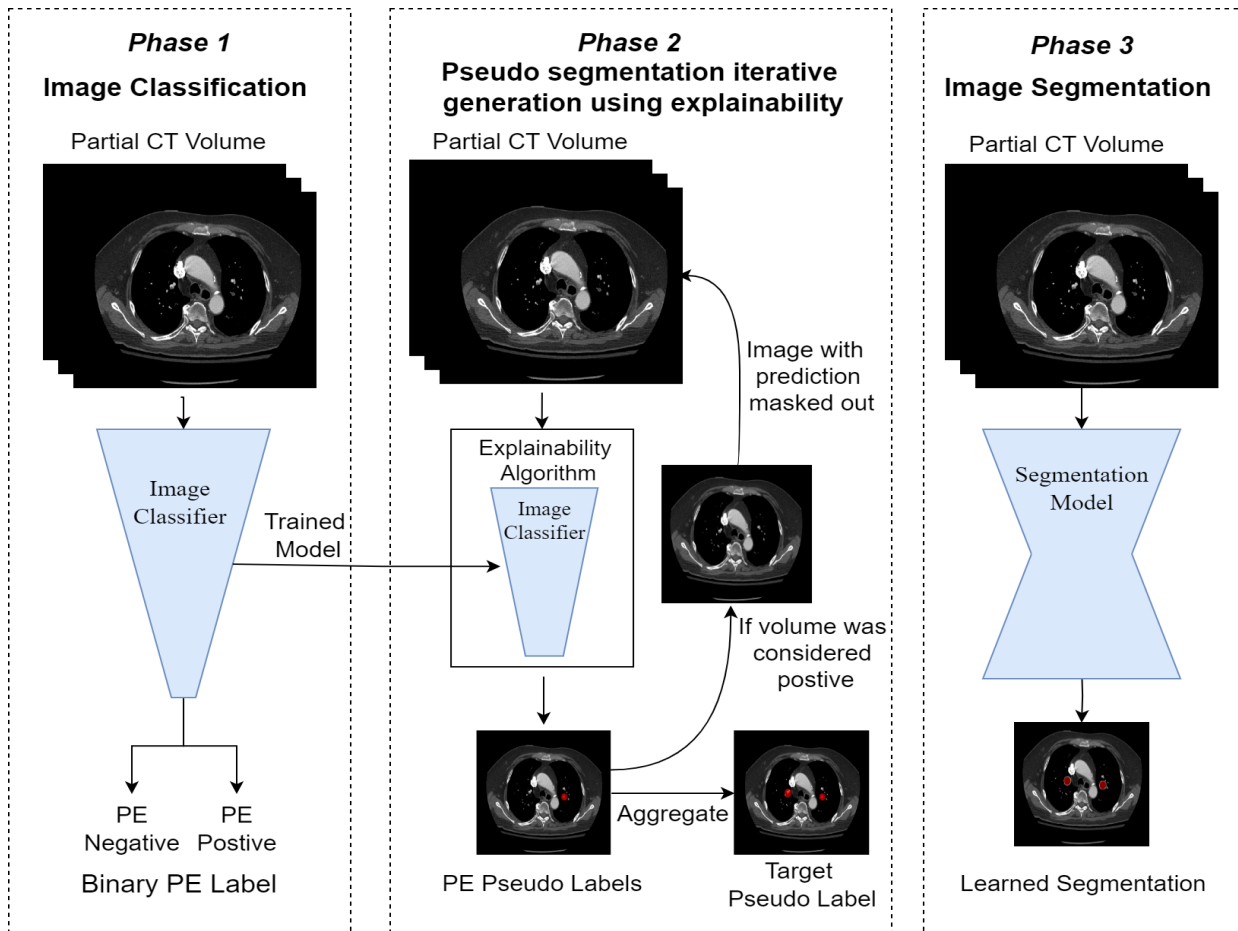 Phase 1
Image Classification
Partial CT Volume
Image
Classifier
Trained
Model
PE
Negative
PE
Postive
Binary PE Label
Phase 2
Pseudo segmentation iterative
generation using explainability
Partial CT Volume
Explainability
Algorithm
Image
Classifier
Image with
prediction
masked out
If volume was
considered
postive
Aggregate
PE Pseudo Labels
Target
Pseudo Label
Phase 3
Image Segmentation
Partial CT Volume
Segmentation
Model
Learned Segmentation